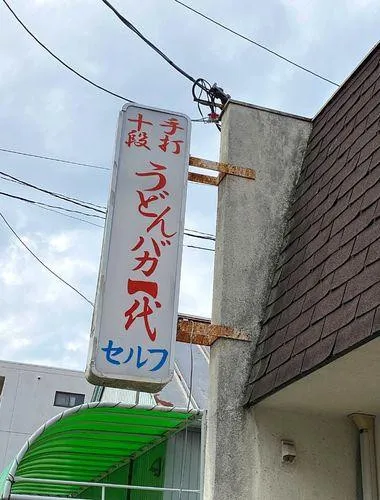 手打
十段
うどんバカ一代
セルフ